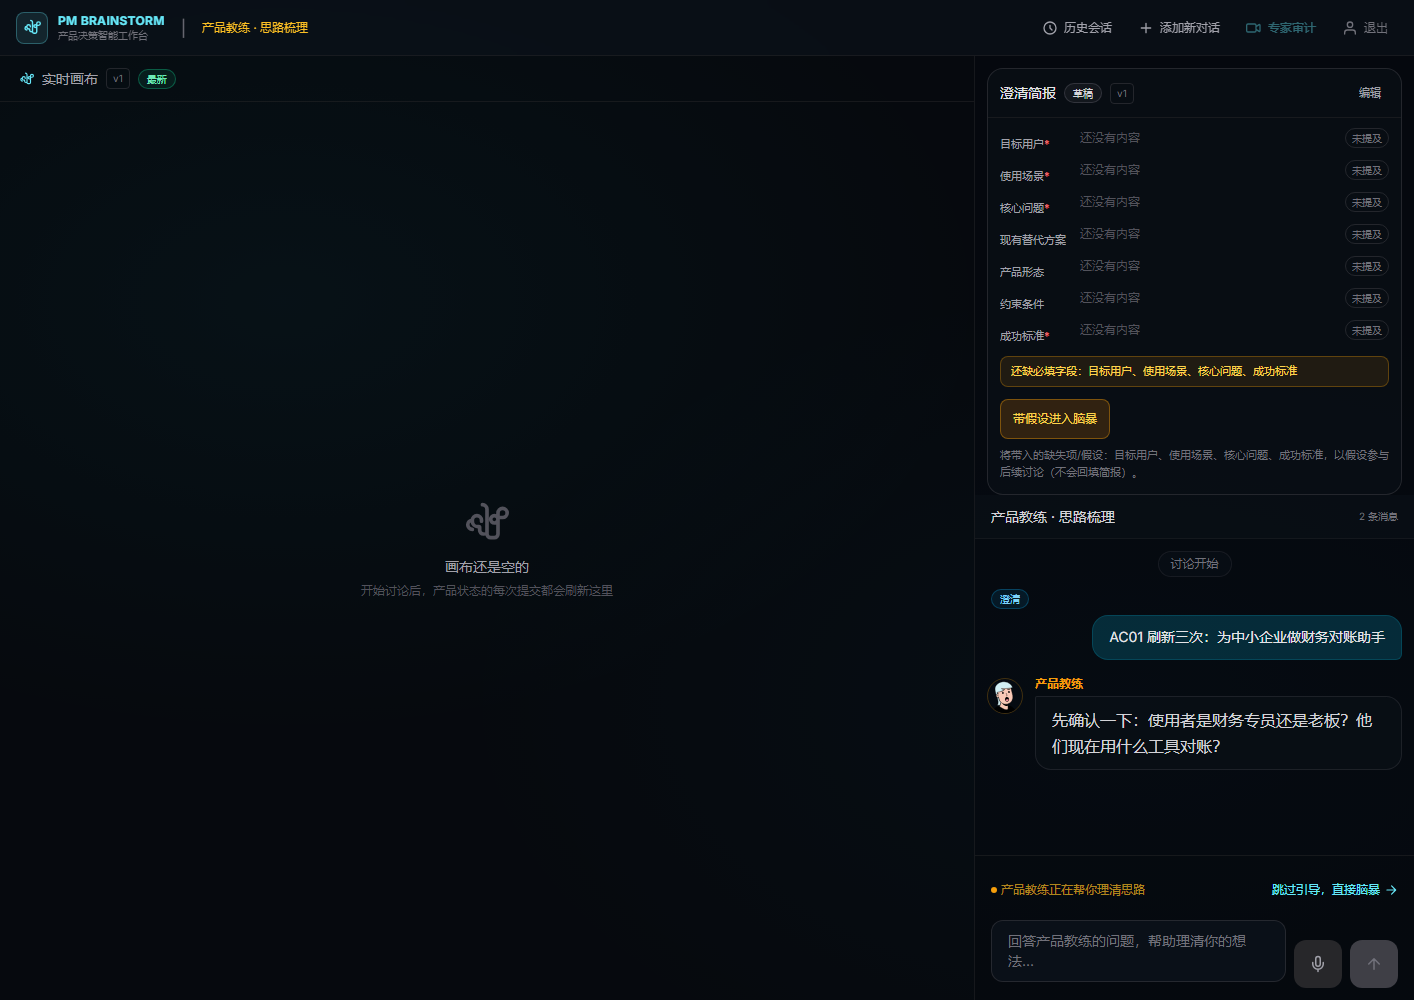 PM BRAINSTORM
产品决策智能工作台
产品教练 · 思路梳理
历史会话
添加新对话
专家审计
退出
实时画布
v1
最新
画布还是空的
开始讨论后，产品状态的每次提交都会刷新这里
澄清简报
草稿
v1
编辑
目标用户*
还没有内容
未提及
使用场景*
还没有内容
未提及
核心问题*
还没有内容
未提及
现有替代方案
还没有内容
未提及
产品形态
还没有内容
未提及
约束条件
还没有内容
未提及
成功标准*
还没有内容
未提及
还缺必填字段：目标用户、使用场景、核心问题、成功标准
带假设进入脑暴
将带入的缺失项/假设：目标用户、使用场景、核心问题、成功标准，以假设参与
后续讨论（不会回填简报）。
产品教练 · 思路梳理
2 条消息
讨论开始
澄清
AC01 刷新三次：为中小企业做财务对账助手
产品教练
先确认一下：使用者是财务专员还是老板？他
们现在用什么工具对账？
产品教练正在帮你理清思路
跳过引导，直接脑暴
回答产品教练的问题，帮助理清你的想
法...